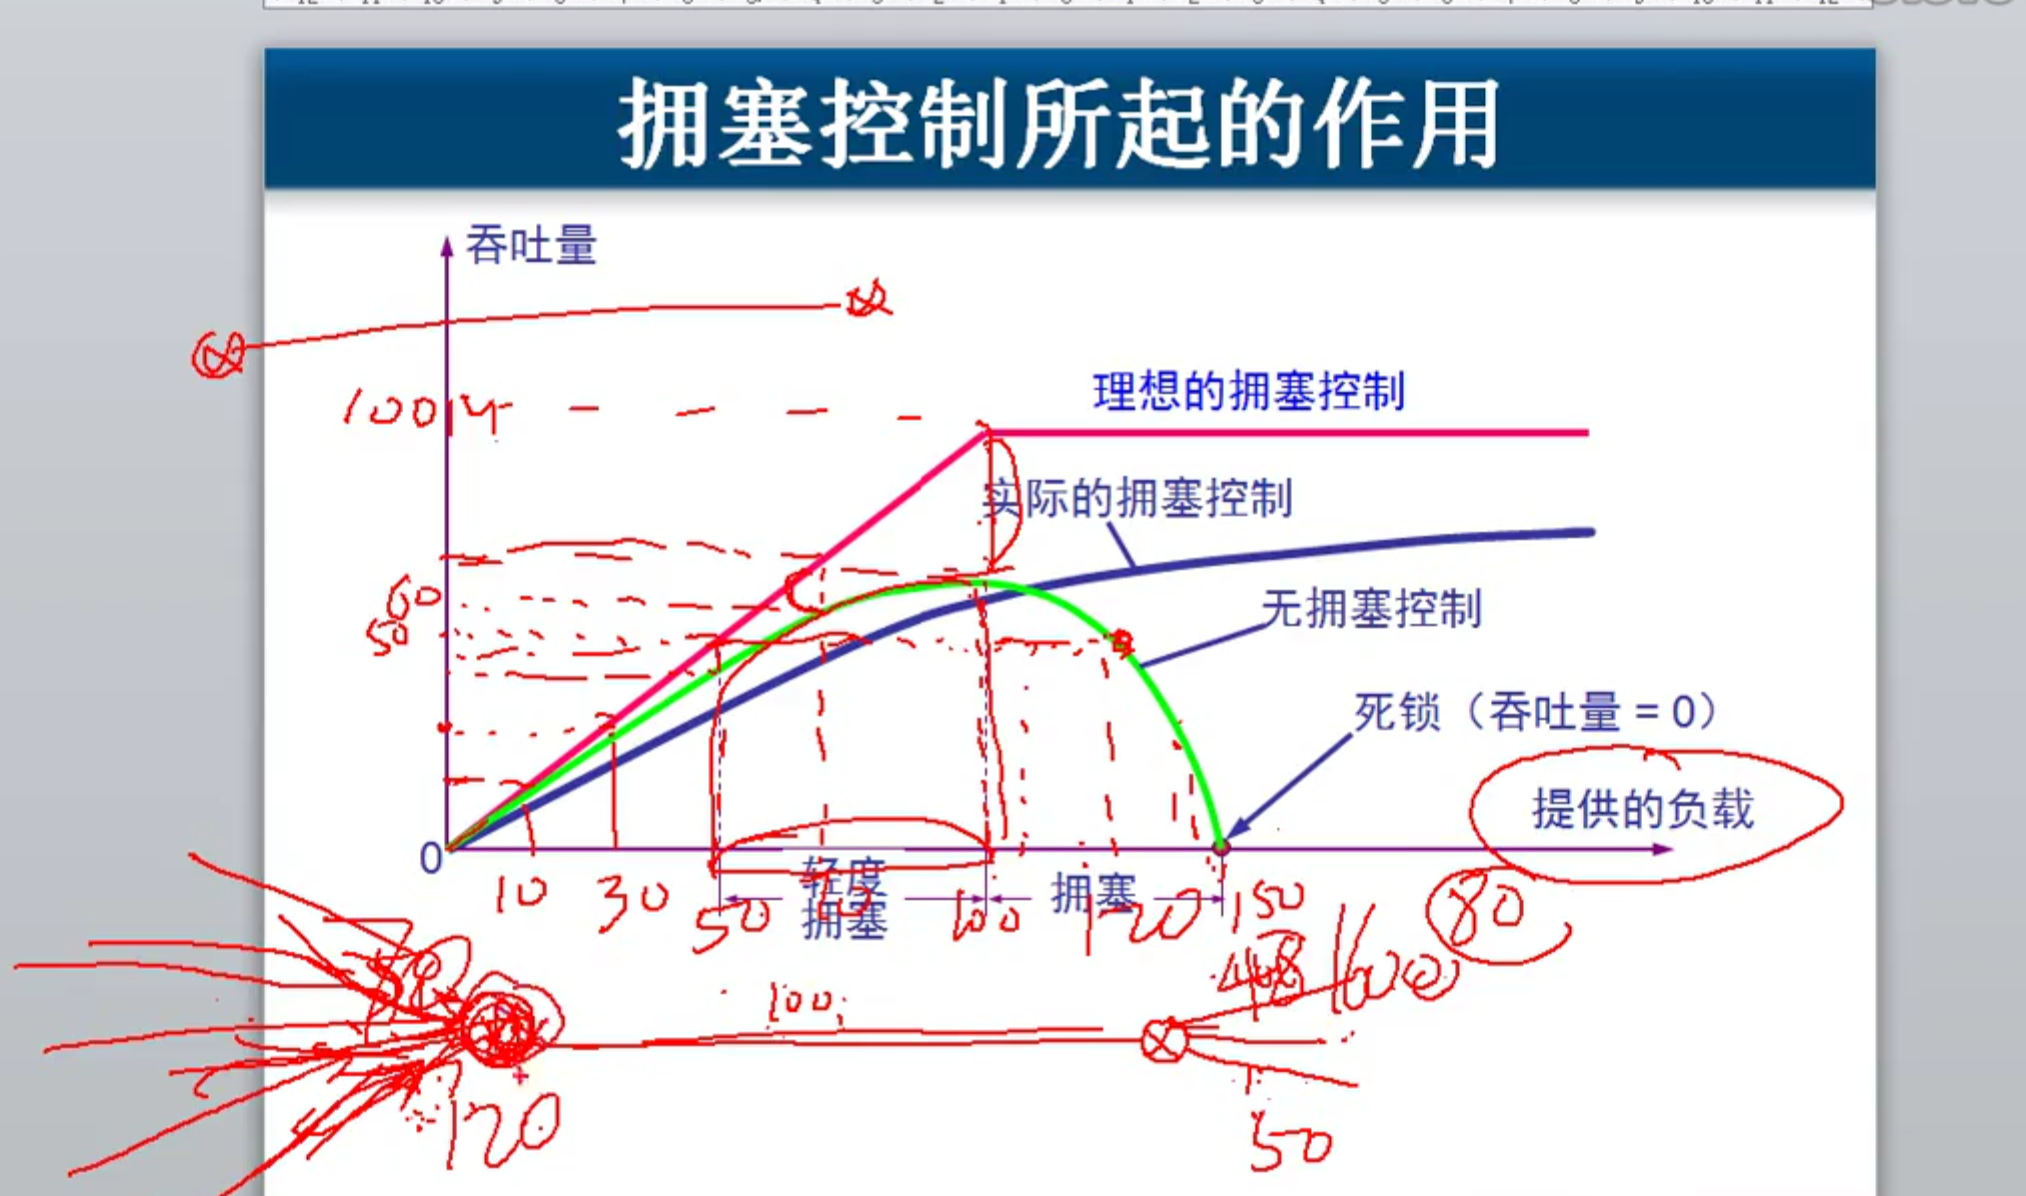 拥塞控制所起的作用
吞吐量
100M
理想的拥塞控制
实际的拥塞控制
60
无拥塞控制
50
死锁（吞吐量 = 0）
提供的负载
0
轻度
拥塞
拥塞
10
30
50
100
120
150
80
100
120
50